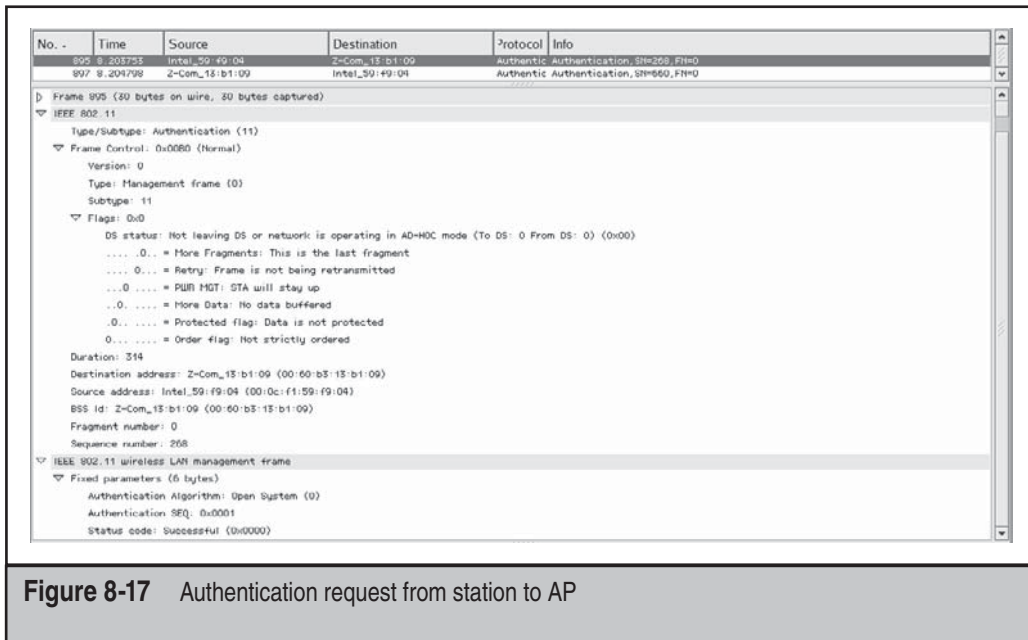 No. - Time Source Destination Protocol Info
895 8.203753 Intel_59:f9:04 Z-Com_13:b1:09 Authentic Authentication,SN=268,FN=0
897 8.204798 Z-Com_13:b1:09 Intel_59:f9:04 Authentic Authentication,SN=660,FN=0
Frame 895 (30 bytes on wire, 30 bytes captured)
IEEE 802.11
Type/Subtype: Authentication (11)
Frame Control: 0x00B0 (Normal)
Version: 0
Type: Management frame (0)
Subtype: 11
Flags: 0x0
DS status: Not leaving DS or network is operating in AD-HOC mode (To DS: 0 From DS: 0) (0x00)
.... .0.. = More Fragments: This is the last fragment
.... 0... = Retry: Frame is not being retransmitted
...0 .... = PWR MGT: STA will stay up
..0. .... = More Data: No data buffered
.0.. .... = Protected flag: Data is not protected
0... .... = Order flag: Not strictly ordered
Duration: 314
Destination address: Z-Com_13:b1:09 (00:60:b3:13:b1:09)
Source address: Intel_59:f9:04 (00:0c:f1:59:f9:04)
BSS Id: Z-Com_13:b1:09 (00:60:b3:13:b1:09)
Fragment number: 0
Sequence number: 268
IEEE 802.11 wireless LAN management frame
Fixed parameters (6 bytes)
Authentication Algorithm: Open System (0)
Authentication SEQ: 0x0001
Status code: Successful (0x0000)
Figure 8-17 Authentication request from station to AP